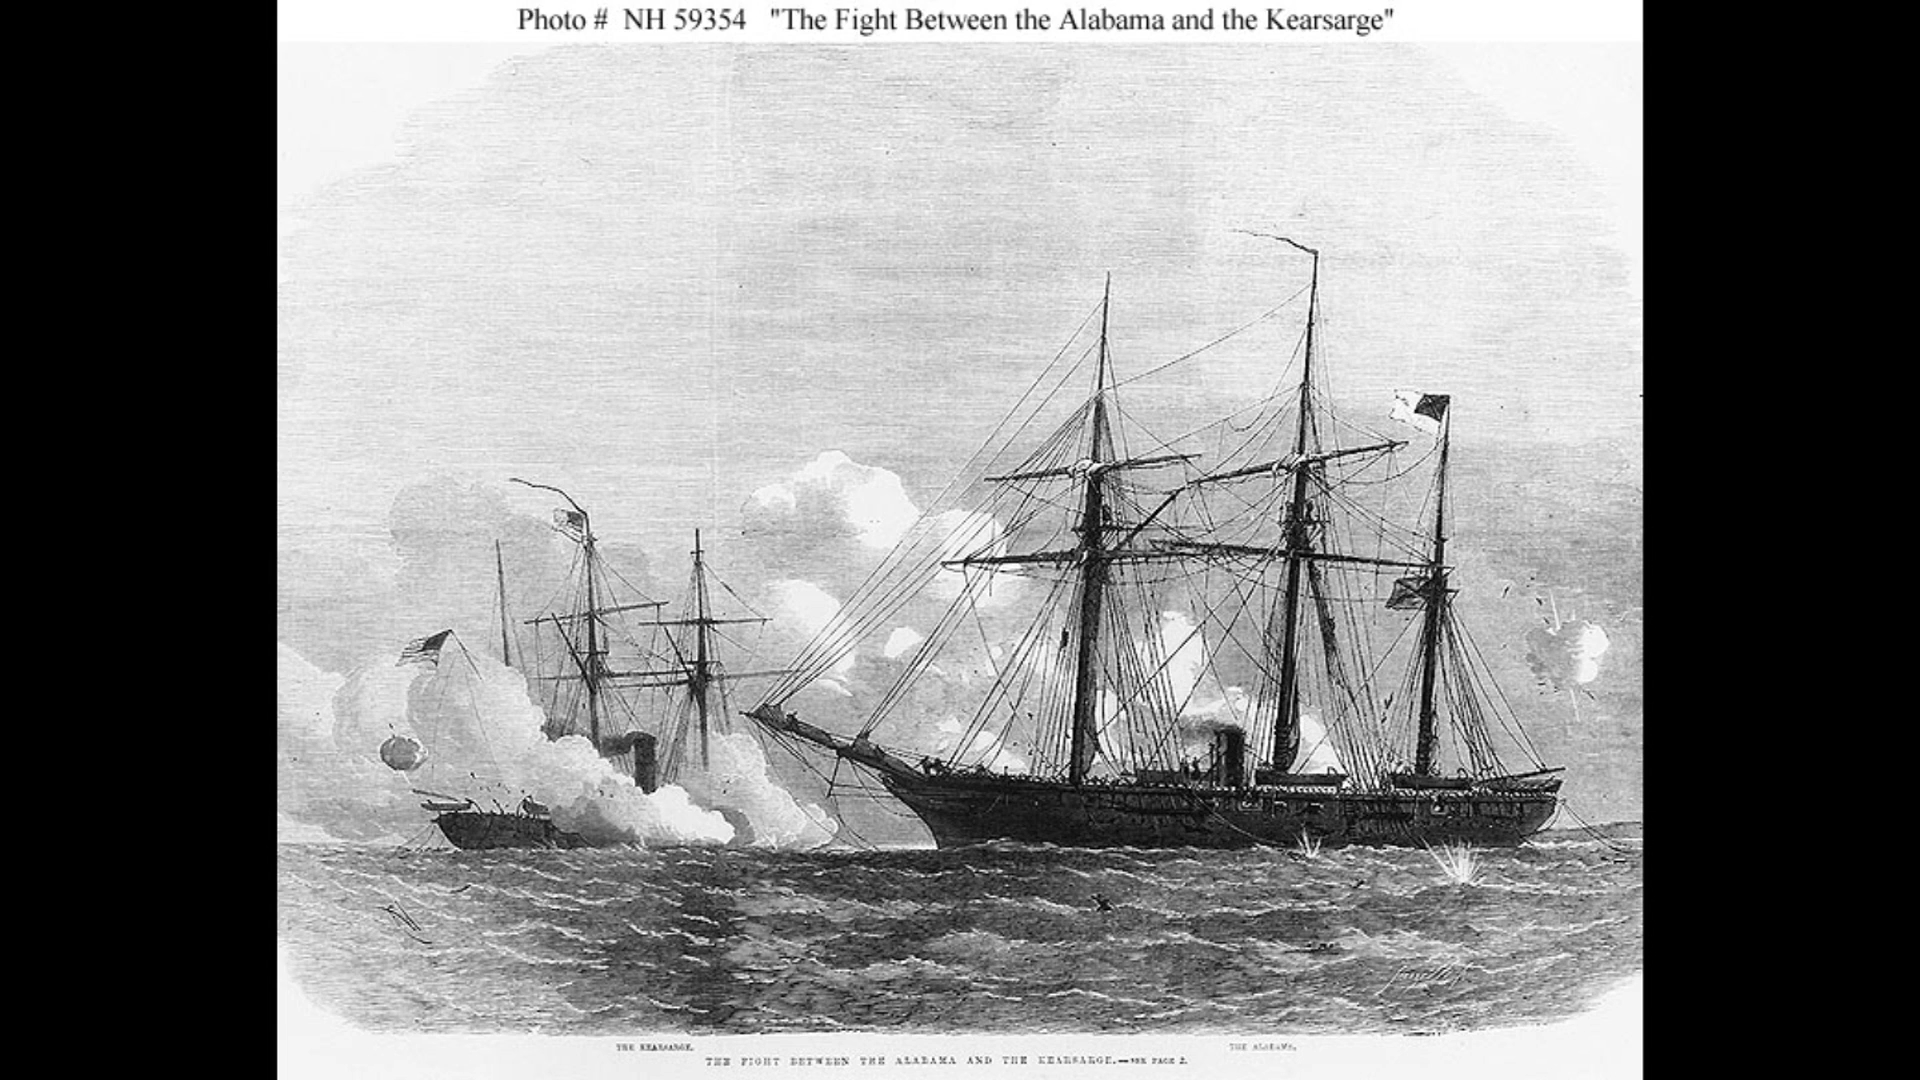 Photo # NH 59354 "The Fight Between the Alabama and the Kearsarge"
THE KEARSARGE. THE ALABAMA.
THE FIGHT BETWEEN THE ALABAMA AND THE KEARSARGE.—SEE PAGE 2.